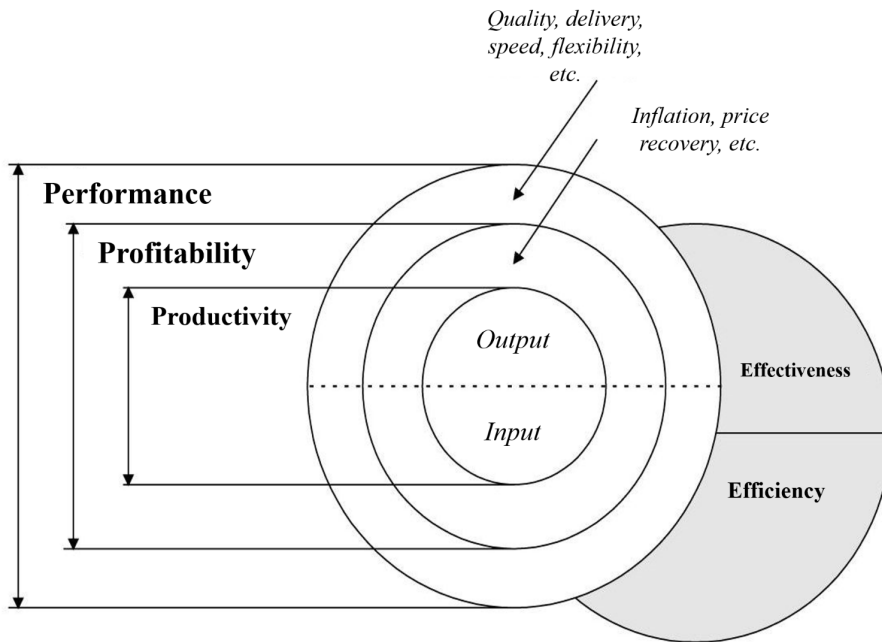 Quality, delivery,
speed, flexibility,
etc.
Inflation, price
recovery, etc.
Performance
Profitability
Productivity
Output
Input
Effectiveness
Efficiency